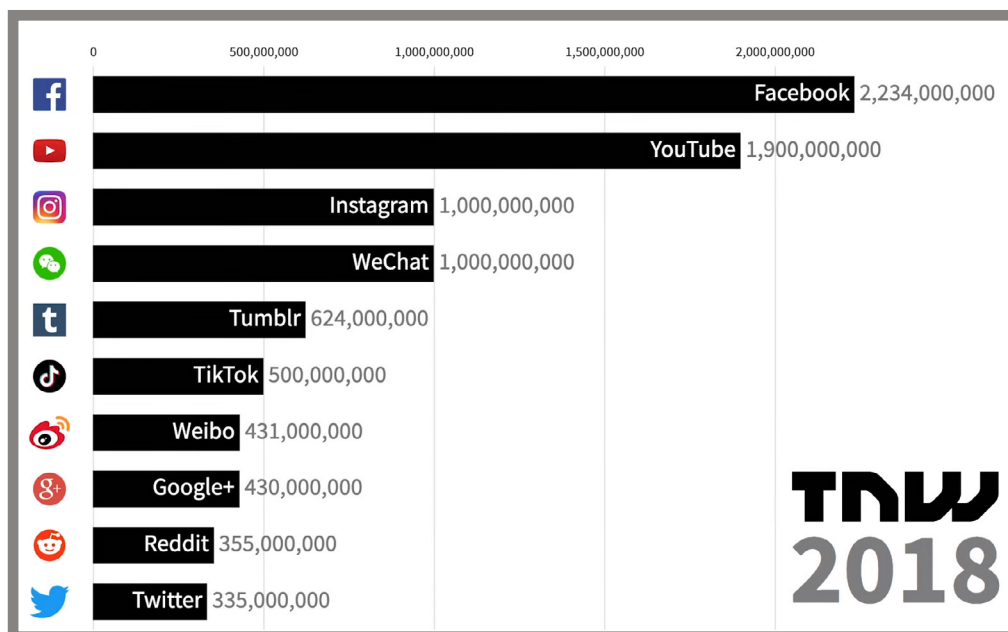 0 500,000,000 1,000,000,000 1,500,000,000 2,000,000,000
Facebook 2,234,000,000
YouTube 1,900,000,000
Instagram 1,000,000,000
WeChat 1,000,000,000
t Tumblr 624,000,000
TikTok 500,000,000
Weibo 431,000,000
g+ Google+ 430,000,000
Reddit 355,000,000
Twitter 335,000,000
TNW
2018